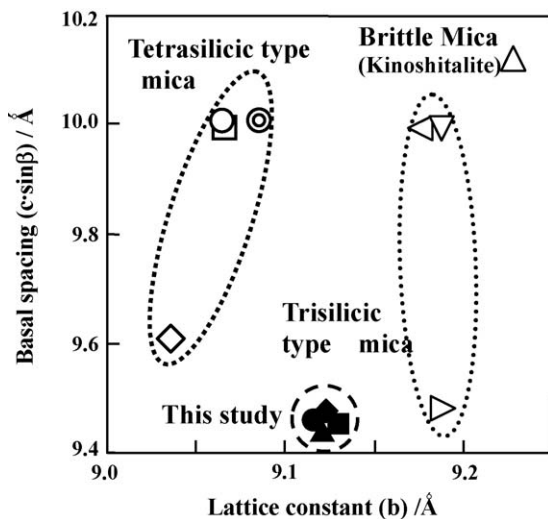 10.2
10.0
9.8
9.6
9.4
Basal spacing (c·sinβ) / Å
Tetrasilicic type
mica
Brittle Mica
(Kinoshitalite)
Trisilicic
type mica
This study
9.0
9.1
9.2
Lattice constant (b) /Å